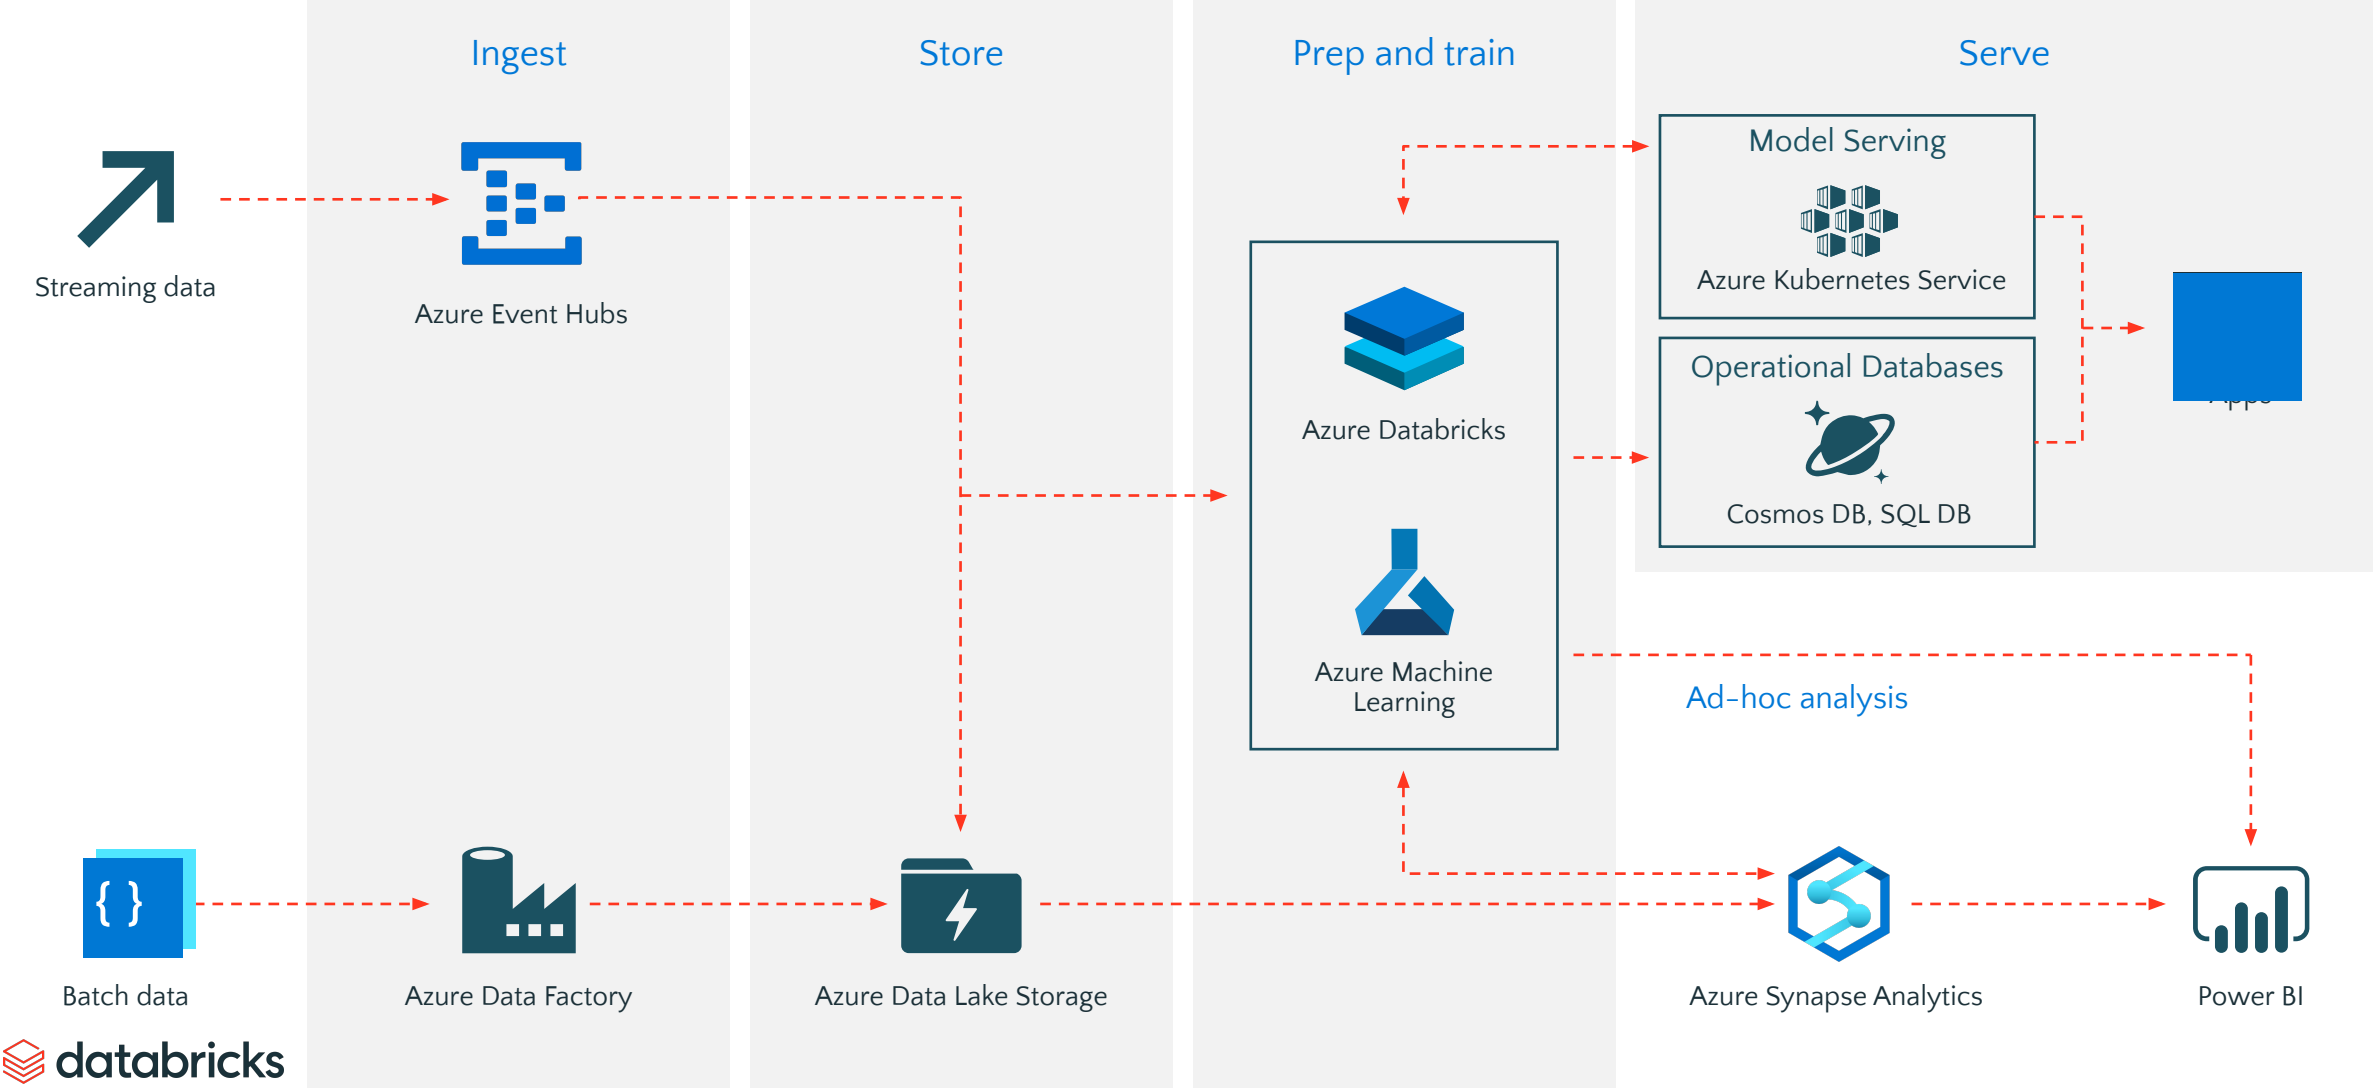 Ingest
Store
Prep and train
Serve
Streaming data
Azure Event Hubs
Model Serving
Azure Kubernetes Service
Operational Databases
Cosmos DB, SQL DB
Apps
Azure Databricks
Azure Machine
Learning
Ad-hoc analysis
{ }
Batch data
Azure Data Factory
Azure Data Lake Storage
Azure Synapse Analytics
Power BI
databricks